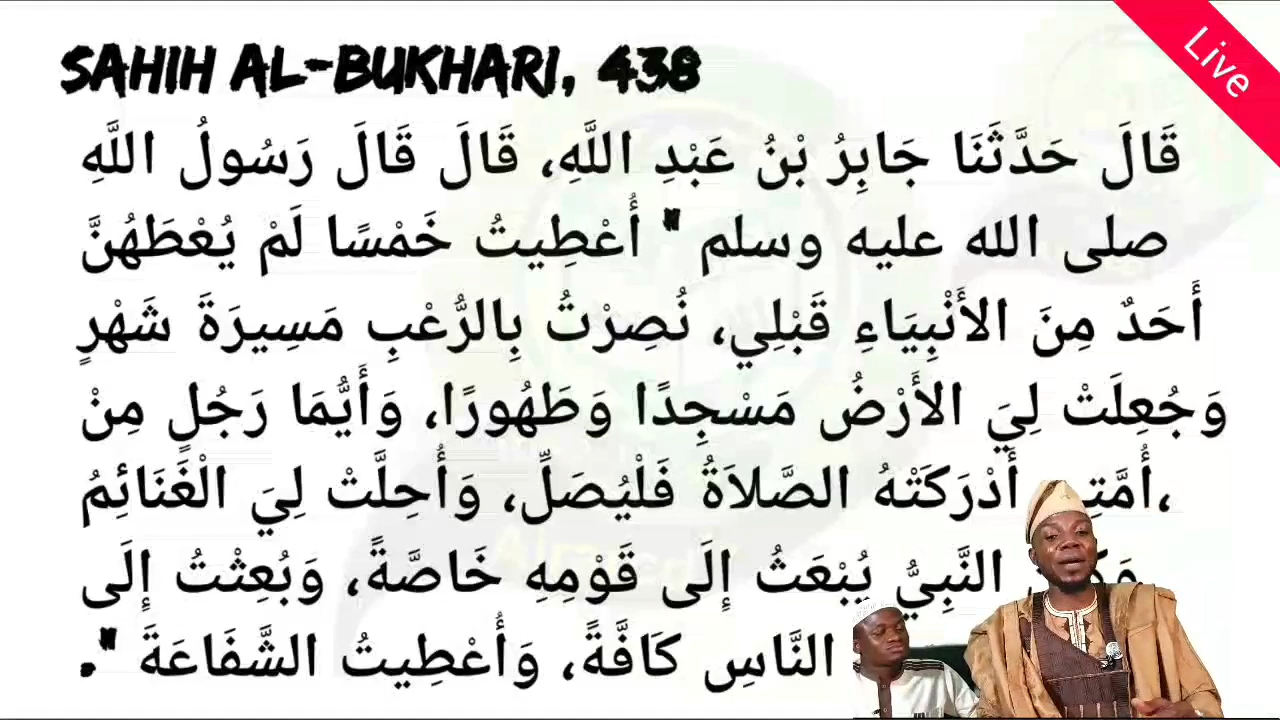 SAHIH AL-BUKHARI, 438
Live
قَالَ حَدَّثَنَا جَابِرُ بْنُ عَبْدِ اللَّهِ، قَالَ قَالَ رَسُولُ اللَّهِ
صلى الله عليه وسلم " أُعْطِيتُ خَمْسًا لَمْ يُعْطَهُنَّ
أَحَدٌ مِنَ الأَنْبِيَاءِ قَبْلِي، نُصِرْتُ بِالرُّعْبِ مَسِيرَةَ شَهْرٍ
وَجُعِلَتْ لِيَ الأَرْضُ مَسْجِدًا وَطَهُورًا، وَأَيُّمَا رَجُلٍ مِنْ
،أَدْرَكَتْهُ الصَّلاَةُ فَلْيُصَلِّ، وَأُحِلَّتْ لِيَ الْغَنَائِمُ
النَّبِيُّ يُبْعَثُ إِلَى قَوْمِهِ خَاصَّةً، وَبُعِثْتُ إِلَى
النَّاسِ كَافَّةً، وَأُعْطِيتُ الشَّفَاعَةَ ".